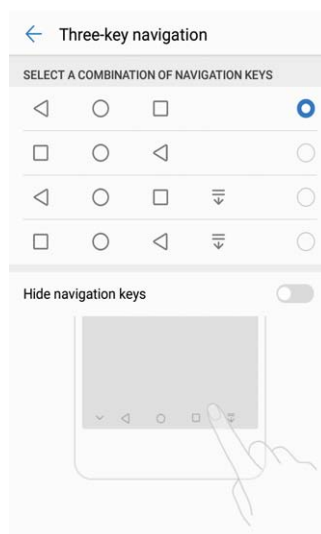 Three-key navigation
SELECT A COMBINATION OF NAVIGATION KEYS
Hide navigation keys